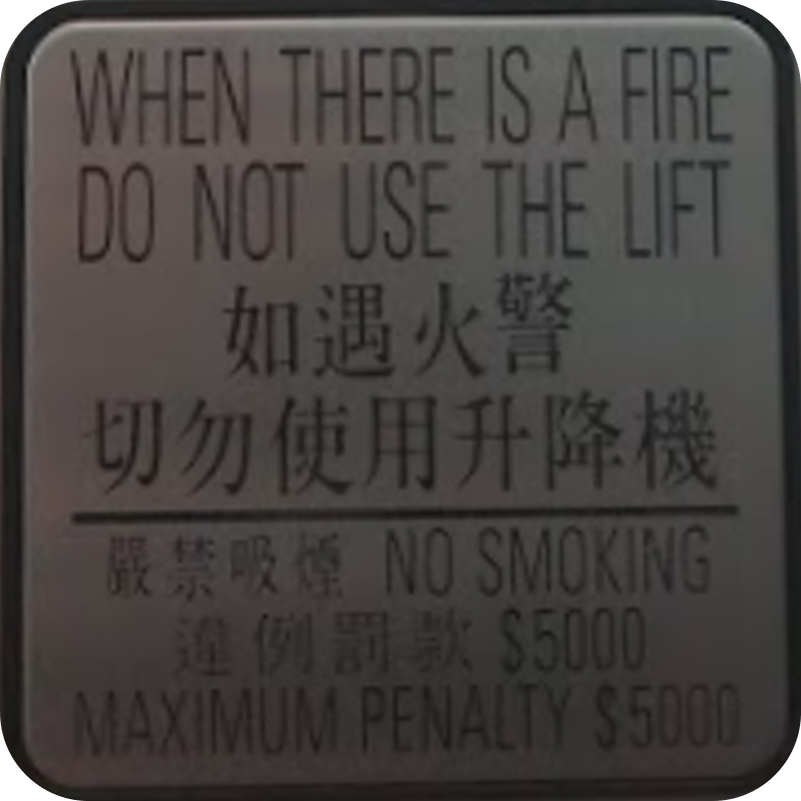 WHEN THERE IS A FIRE
DO NOT USE THE LIFT
如遇火警
切勿使用升降機
嚴禁吸煙 NO SMOKING
違例罰款 $5000
MAXIMUM PENALTY $5000